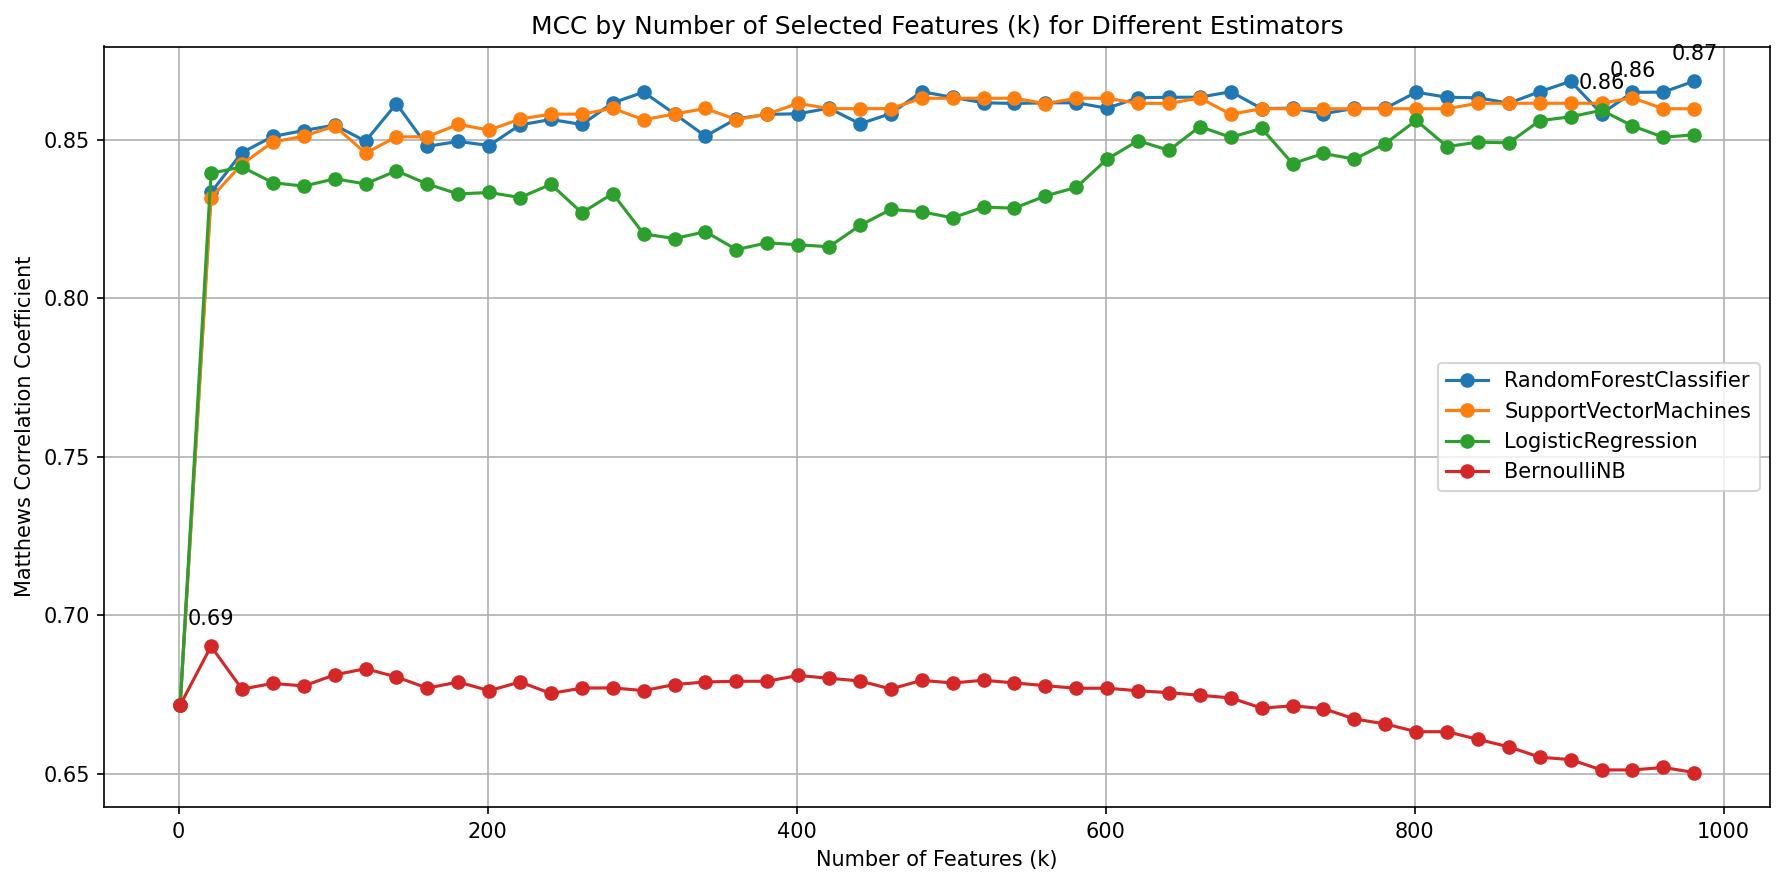 MCC by Number of Selected Features (k) for Different Estimators
0.87
0.86
0.86
0.85
0.80
0.75
0.70
0.65
0.69
Matthews Correlation Coefficient
RandomForestClassifier
SupportVectorMachines
LogisticRegression
BernoulliNB
0 200 400 600 800 1000
Number of Features (k)